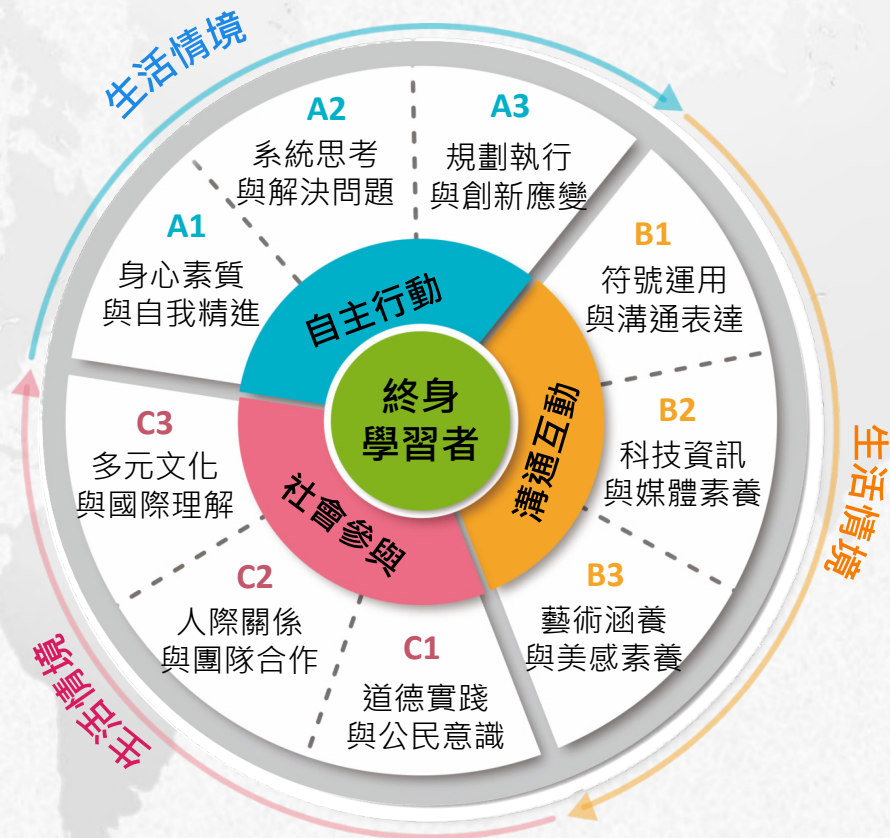 生活情境
A1
身心素質
與自我精進
A2
系統思考
與解決問題
A3
規劃執行
與創新應變
B1
符號運用
與溝通表達
B2
科技資訊
與媒體素養
B3
藝術涵養
與美感素養
C1
道德實踐
與公民意識
C2
人際關係
與團隊合作
C3
多元文化
與國際理解
自主行動
溝通互動
社會參與
終身
學習者
生活情境
生活情境